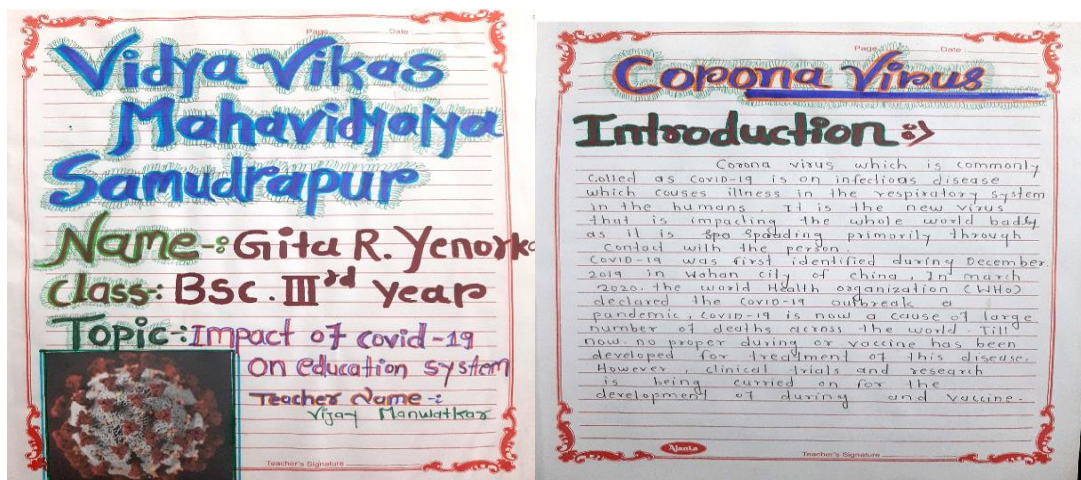 Page Date
Vidya Vikas
Mahavidyalya
Samudrapur
Name-: Gita R. Yenork
Class: BSc. IIIrd year
Topic:- Impact of covid-19
on education system
Teacher Name -:
Vijay Manwatkar
Teacher's Signature
Page Date
Corona Virus
Introduction :->
Corona virus which is commonly
Called as COVID-19 is on infectious disease
which causes illness in the respiratory system
in the humans. It is the new virus
that is impacling the whole world badly
as it is Spa Spauding primarily through
Contact with the person.
COVID-19 was first identified during December.
2019 in Wohan city of china, In march
2020. the world Health organization (WHO)
declared the COVID-19 outbreak a
pandemic, COVID-19 is now a cause of large
number of deaths across the world. Till
now. no proper during or vaccine has been
developed for treatment of this disease.
However, clinical trials and research
is being curried on for the
development of during and vaccine.
Ajanta
Teacher's Signature